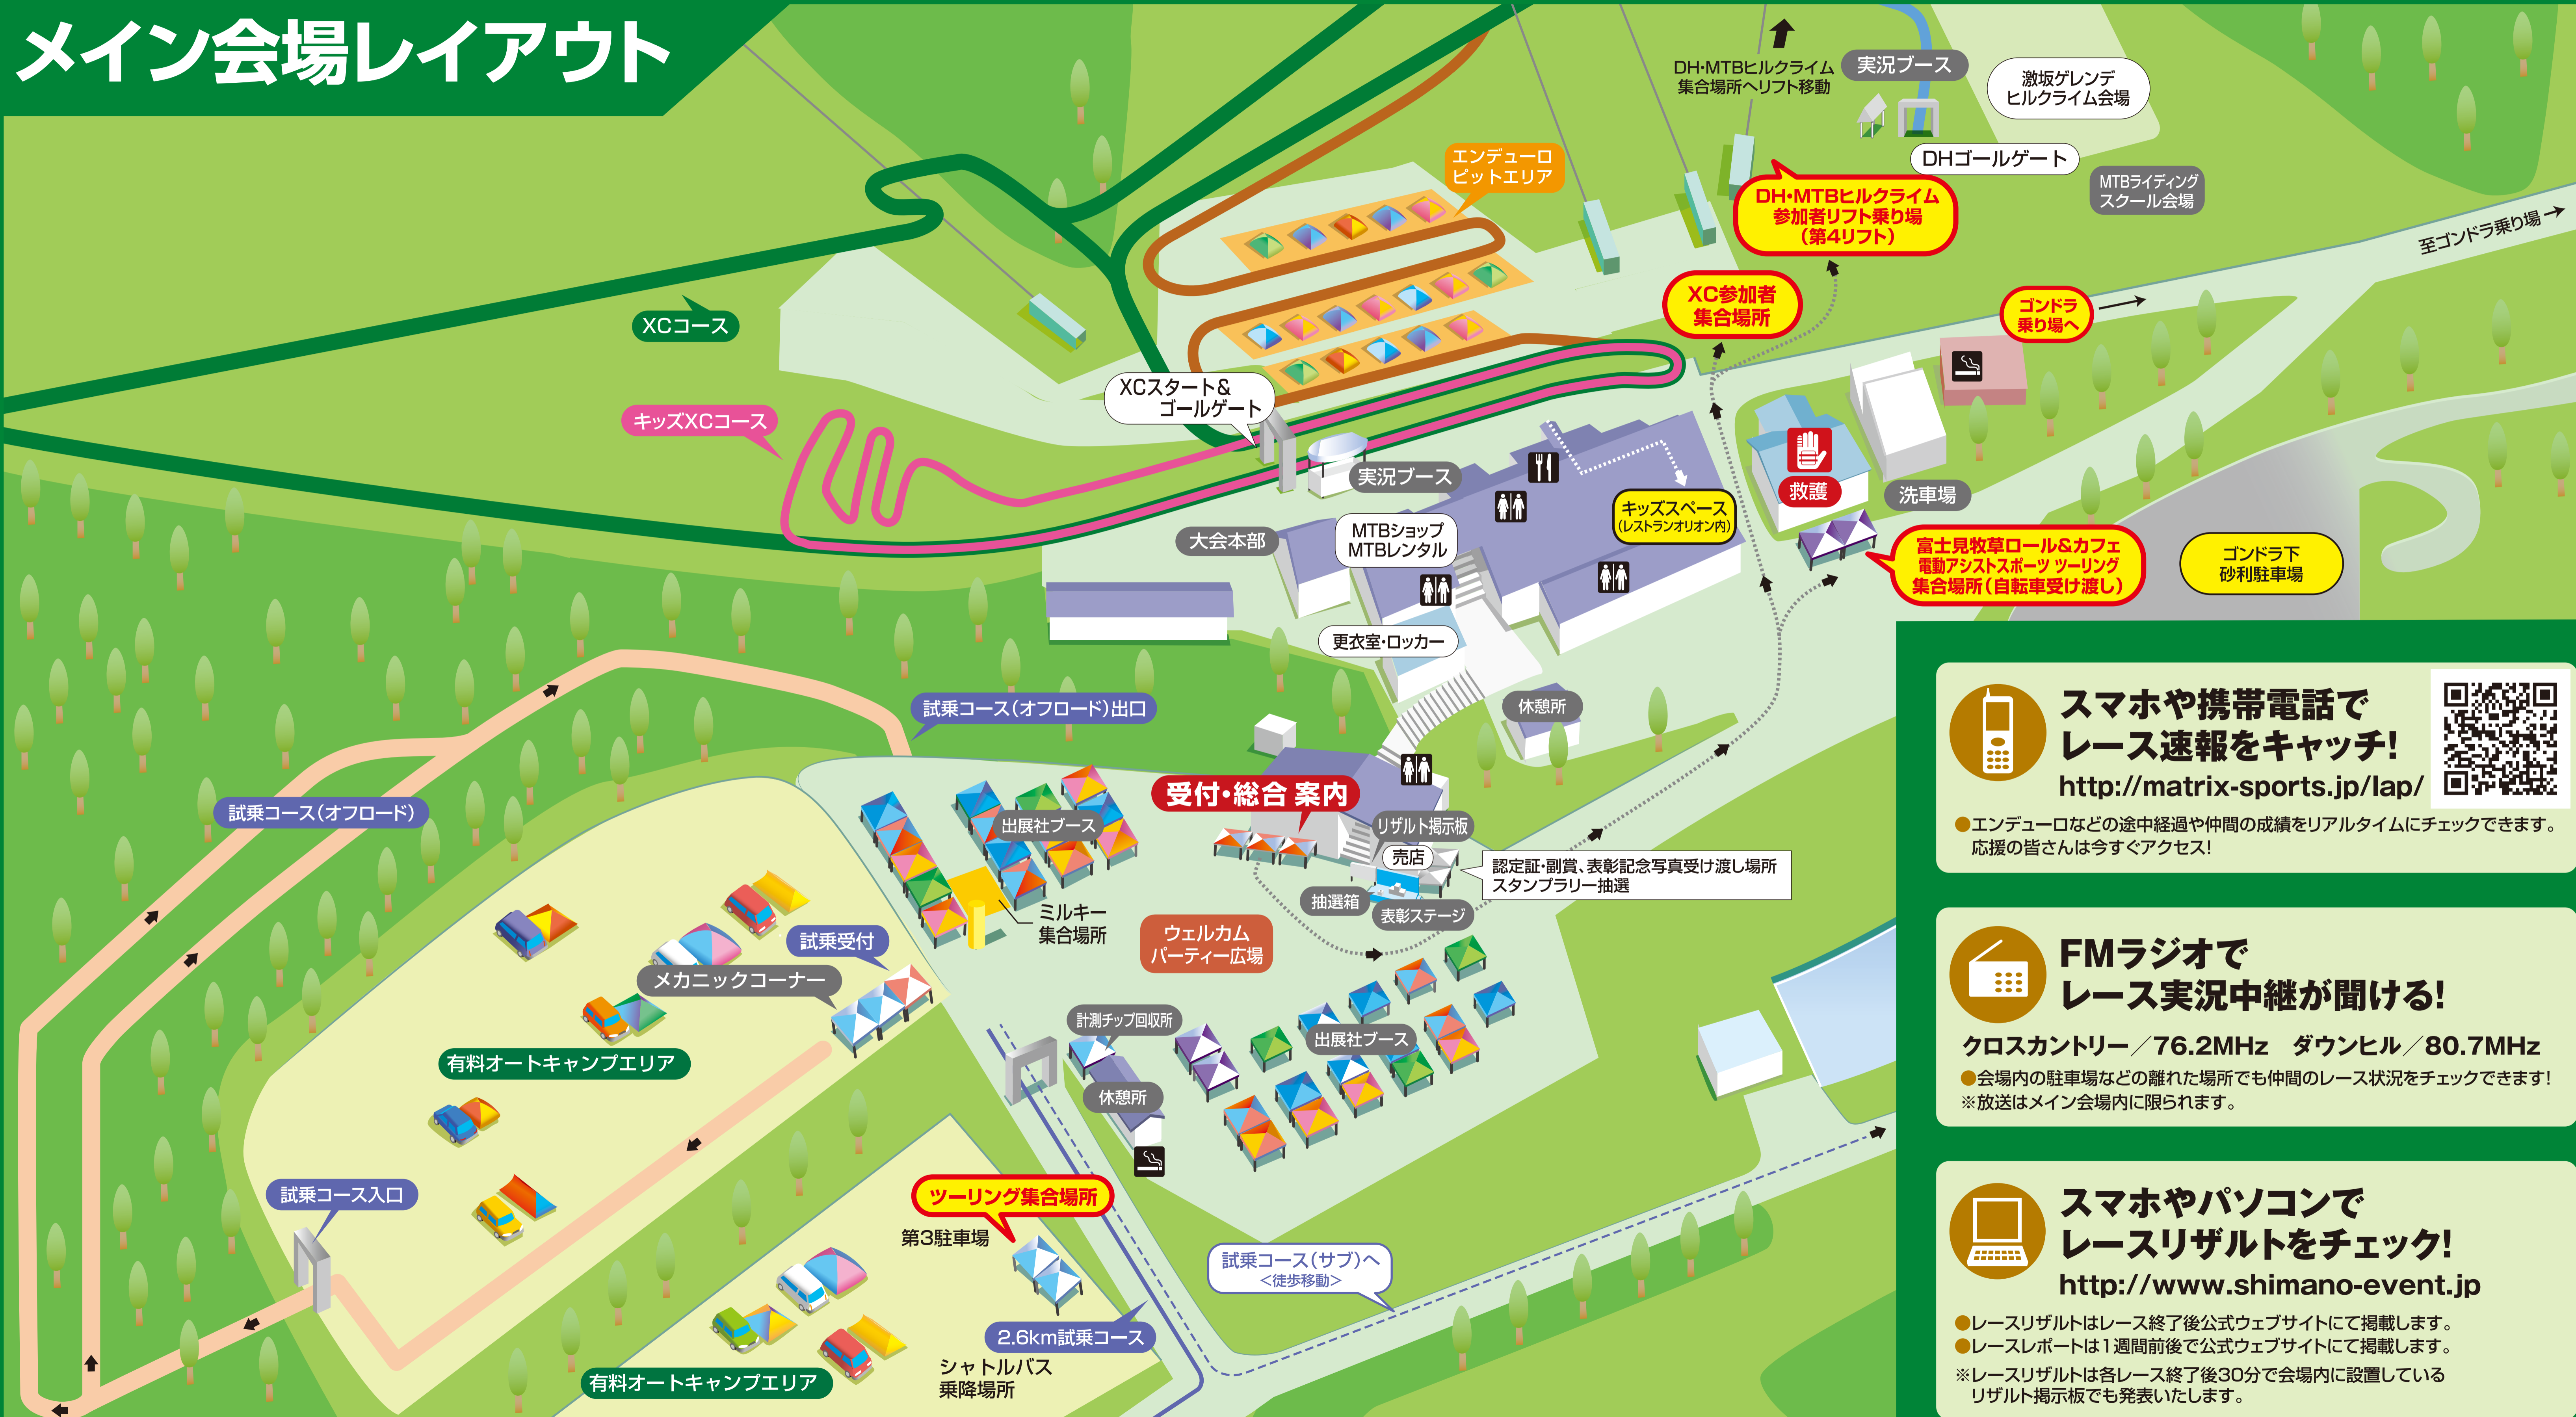 メイン会場レイアウト
DH・MTBヒルクライム
集合場所へリフト移動
実況ブース
激坂ゲレンデ
ヒルクライム会場
DHゴールゲート
MTBライディング
スクール会場
エンデューロ
ピットエリア
DH・MTBヒルクライム
参加者リフト乗り場
(第4リフト)
至ゴンドラ乗り場→
XCコース
XC参加者
集合場所
ゴンドラ
乗り場へ
XCスタート&
ゴールゲート
キッズXCコース
実況ブース
キッズスペース
(レストランオリオン内)
救護
洗車場
大会本部
MTBショップ
MTBレンタル
富士見牧草ロール&カフェ
電動アシストスポーツ ツーリング
集合場所(自転車受け渡し)
ゴンドラ下
砂利駐車場
更衣室・ロッカー
試乗コース(オフロード)出口
休憩所
試乗コース(オフロード)
出展社ブース
受付・総合 案内
リザルト掲示板
売店
認定証・副賞、表彰記念写真受け渡し場所
スタンプラリー抽選
抽選箱
表彰ステージ
ミルキー
集合場所
ウェルカム
パーティー広場
試乗受付
メカニックコーナー
計測チップ回収所
出展社ブース
有料オートキャンプエリア
休憩所
試乗コース入口
ツーリング集合場所
第3駐車場
試乗コース(サブ)へ
<徒歩移動>
2.6km試乗コース
シャトルバス
乗降場所
有料オートキャンプエリア
スマホや携帯電話で
レース速報をキャッチ!
http://matrix-sports.jp/lap/
●エンデューロなどの途中経過や仲間の成績をリアルタイムにチェックできます。
応援の皆さんは今すぐアクセス!
FMラジオで
レース実況中継が聞ける!
クロスカントリー/76.2MHz ダウンヒル/80.7MHz
●会場内の駐車場などの離れた場所でも仲間のレース状況をチェックできます!
※放送はメイン会場内に限られます。
スマホやパソコンで
レースリザルトをチェック!
http://www.shimano-event.jp
●レースリザルトはレース終了後公式ウェブサイトにて掲載します。
●レースレポートは1週間前後で公式ウェブサイトにて掲載します。
※レースリザルトは各レース終了後30分で会場内に設置している
リザルト掲示板でも発表いたします。